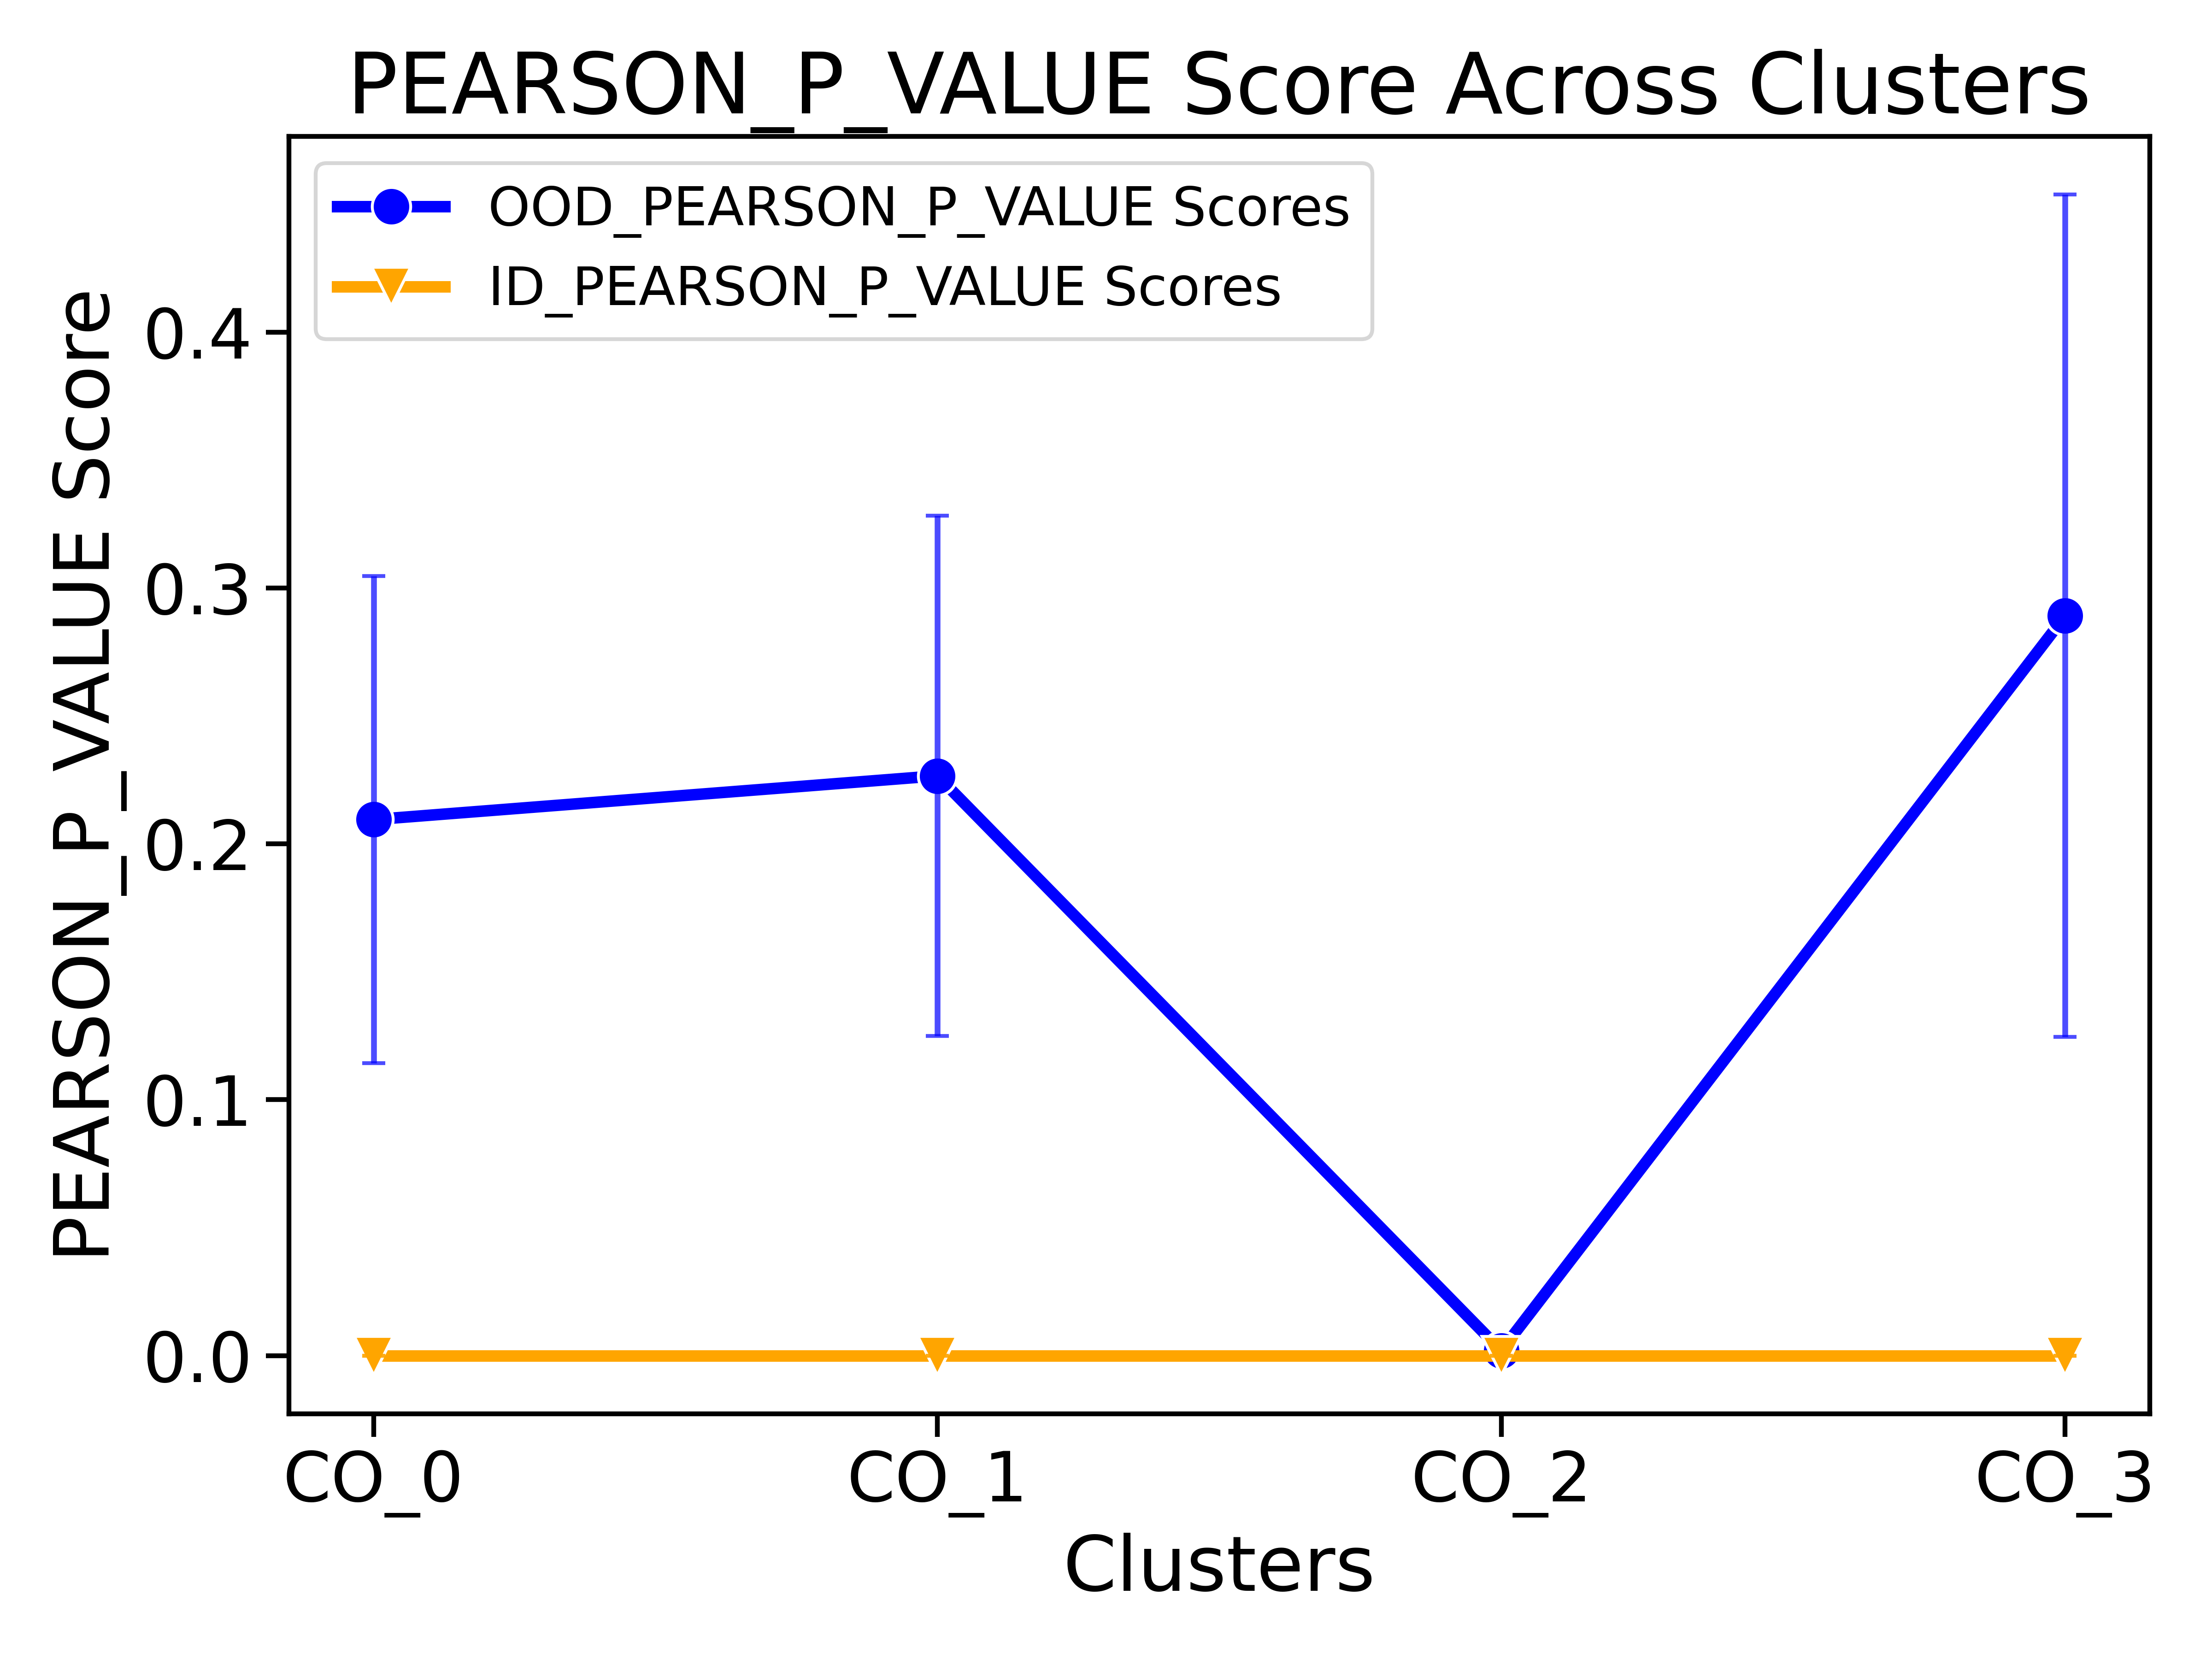 PEARSON_P_VALUE Score Across Clusters
OOD_PEARSON_P_VALUE Scores
ID_PEARSON_P_VALUE Scores
PEARSON_P_VALUE Score
0.4
0.3
0.2
0.1
0.0
CO_0 CO_1 CO_2 CO_3
Clusters